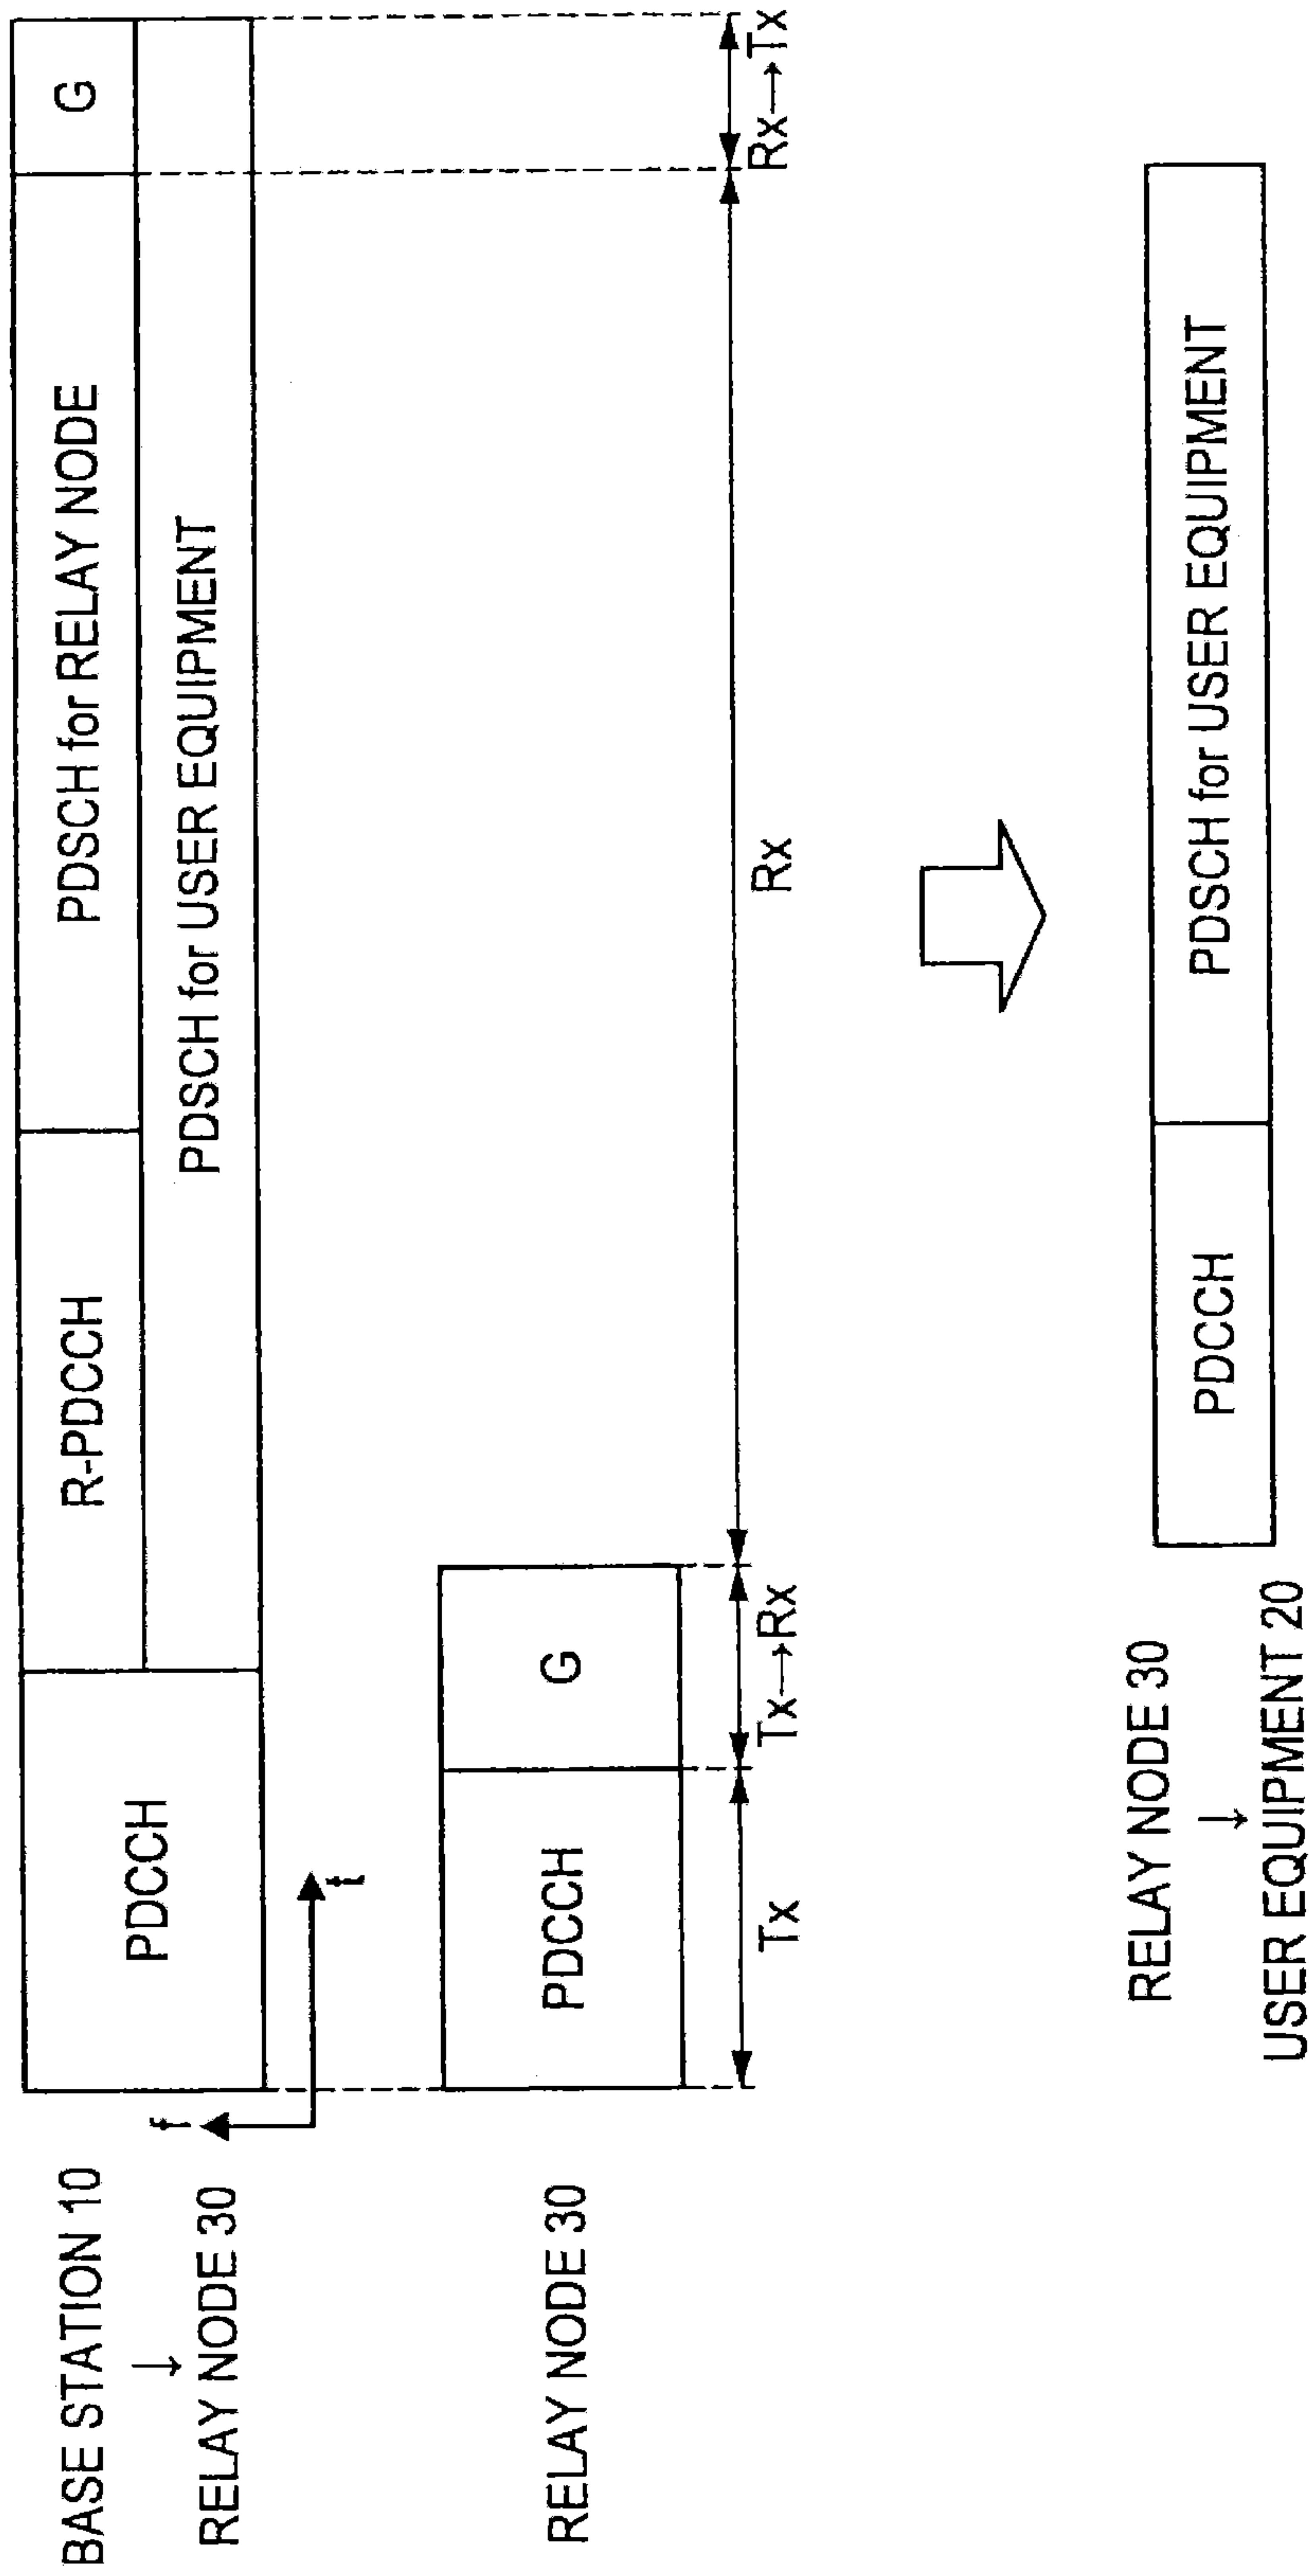 BASE STATION 10
↓
RELAY NODE 30
f
t
PDCCH
R-PDCCH
PDSCH for RELAY NODE
G
PDSCH for USER EQUIPMENT
RELAY NODE 30
PDCCH
G
Tx
Tx→Rx
Rx
Rx→Tx
RELAY NODE 30
↓
USER EQUIPMENT 20
PDCCH
PDSCH for USER EQUIPMENT